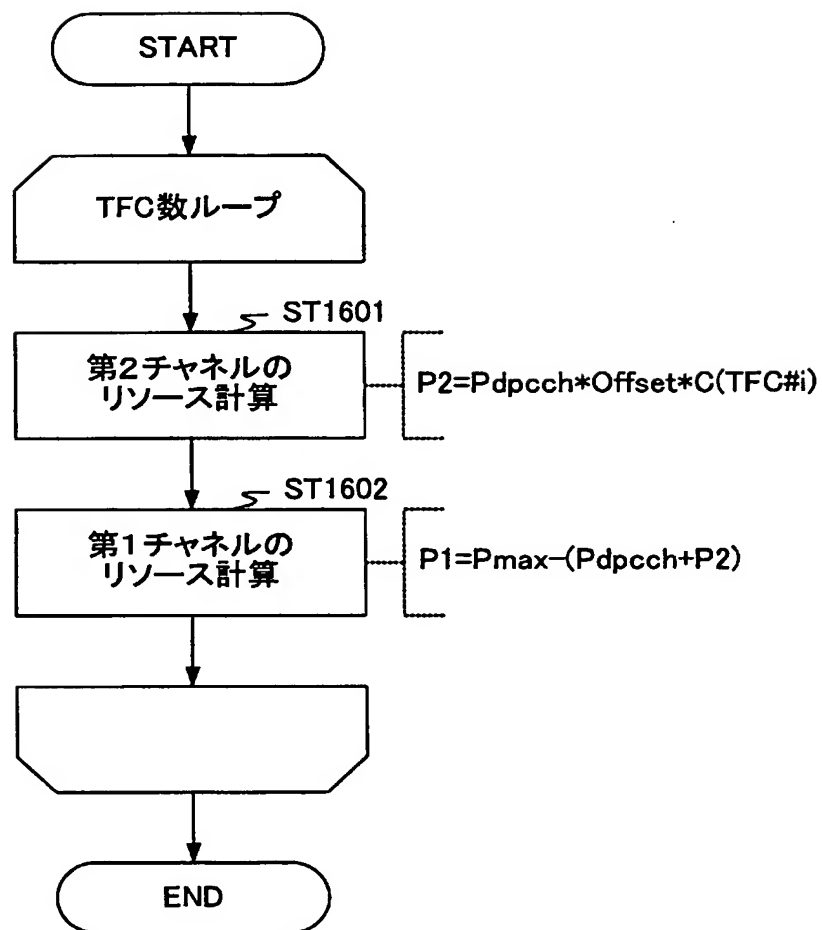 START
TFC数ループ
ST1601
第2チャネルの
リソース計算
P2=Pdpcch*Offset*C(TFC#i)
ST1602
第1チャネルの
リソース計算
P1=Pmax-(Pdpcch+P2)
END